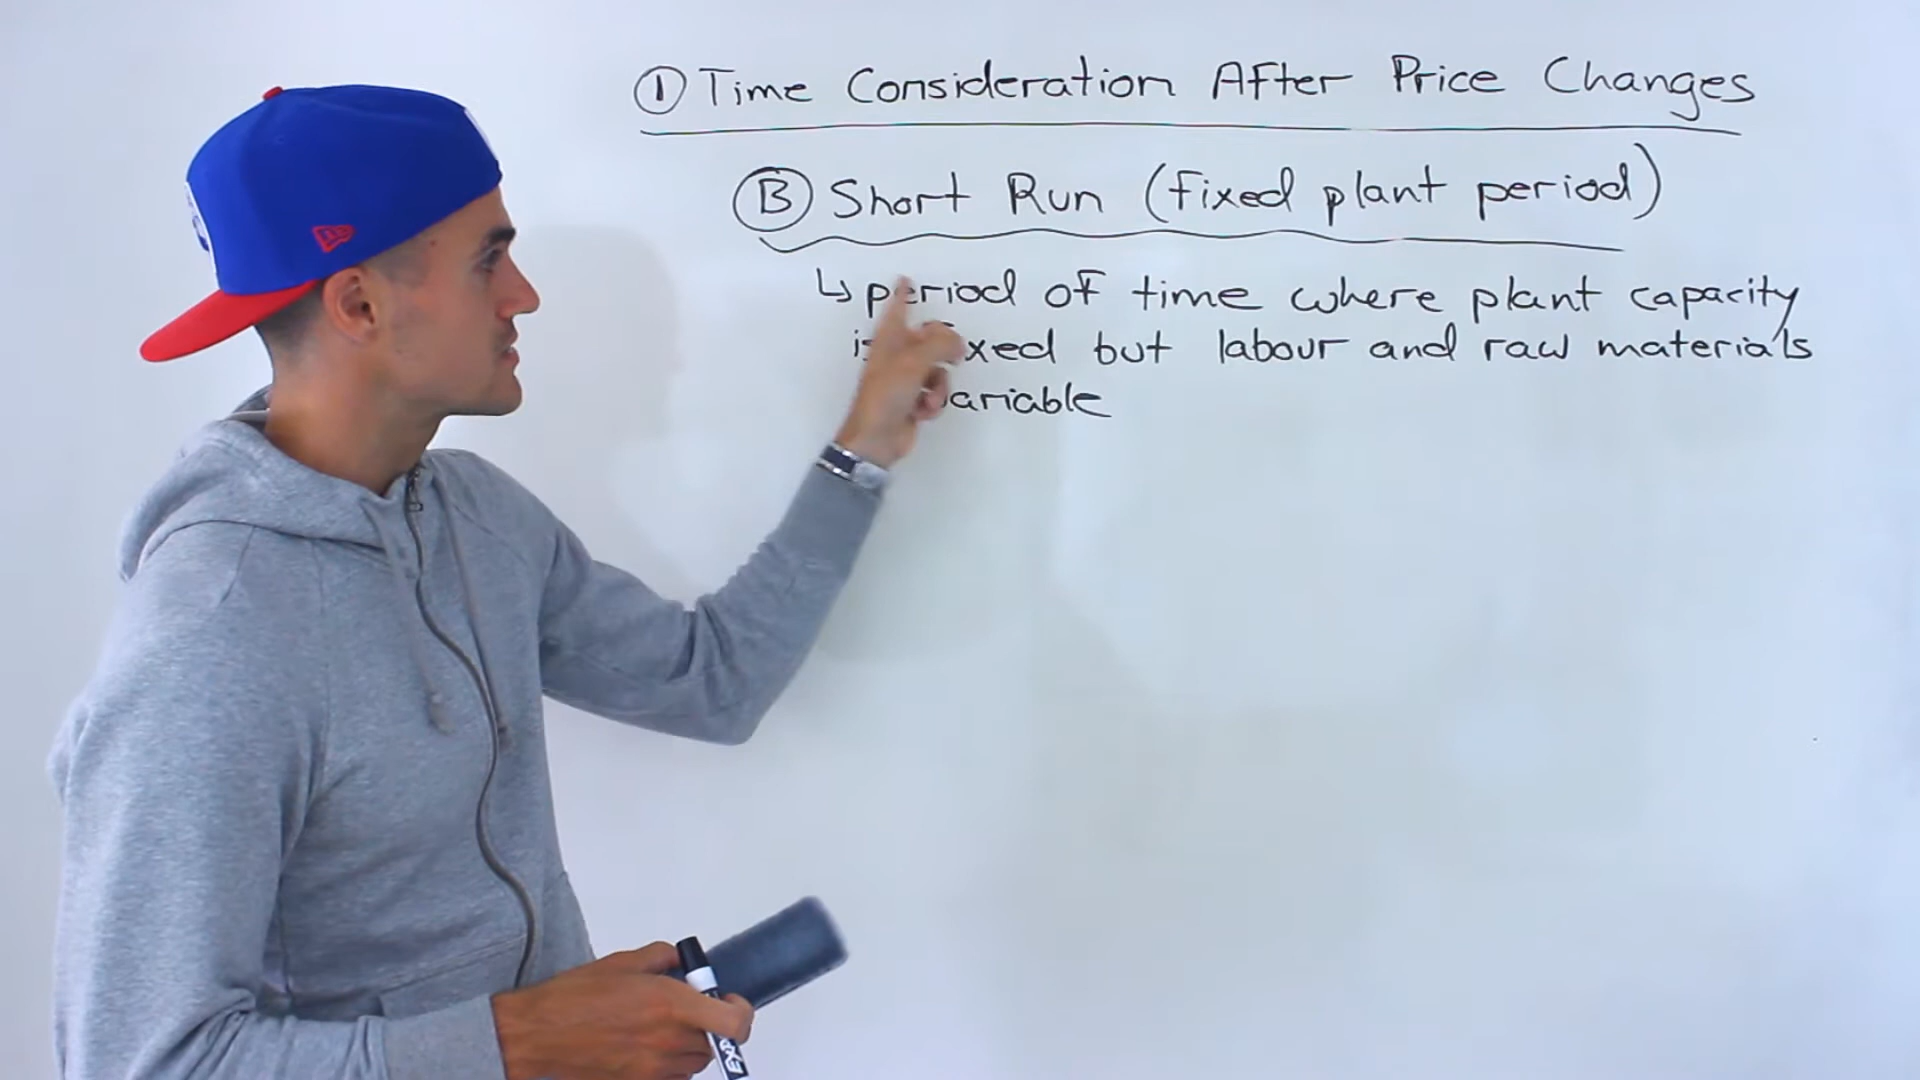 ① Time Consideration After Price Changes
Ⓑ Short Run (fixed plant period)
↳ period of time where plant capacity
but labour and raw materials
EXP